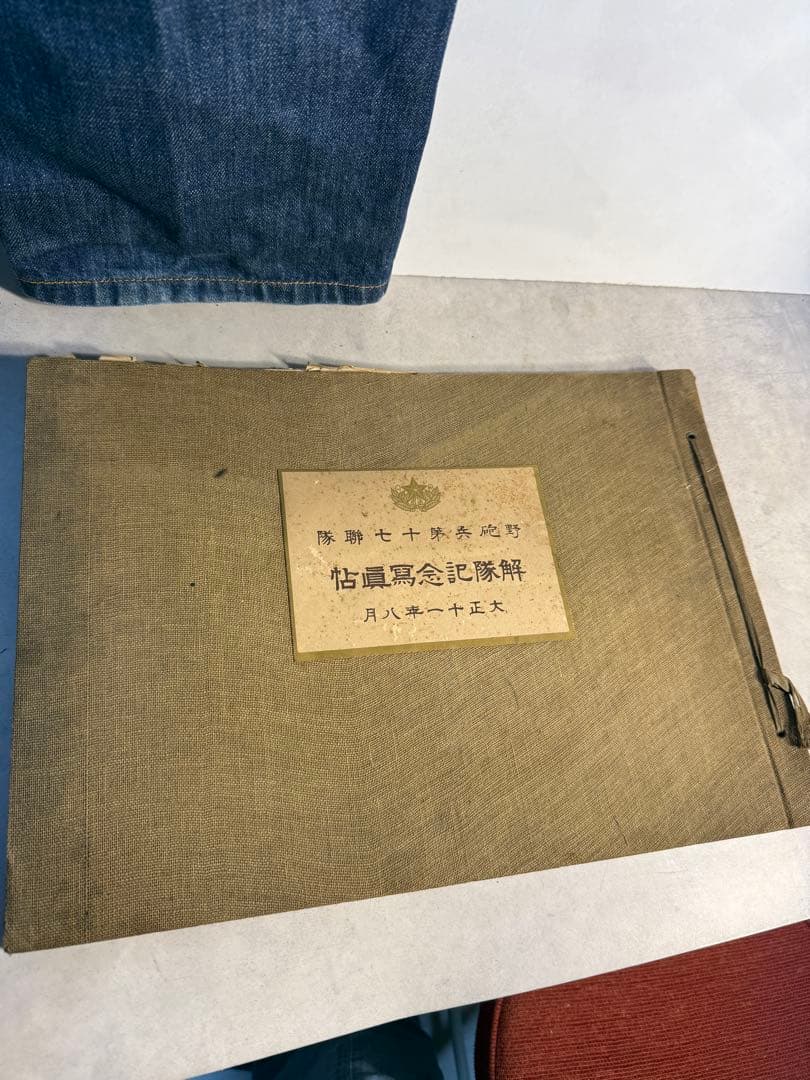 野砲兵第十七聯隊
解隊記念寫眞帖
大正十一年八月